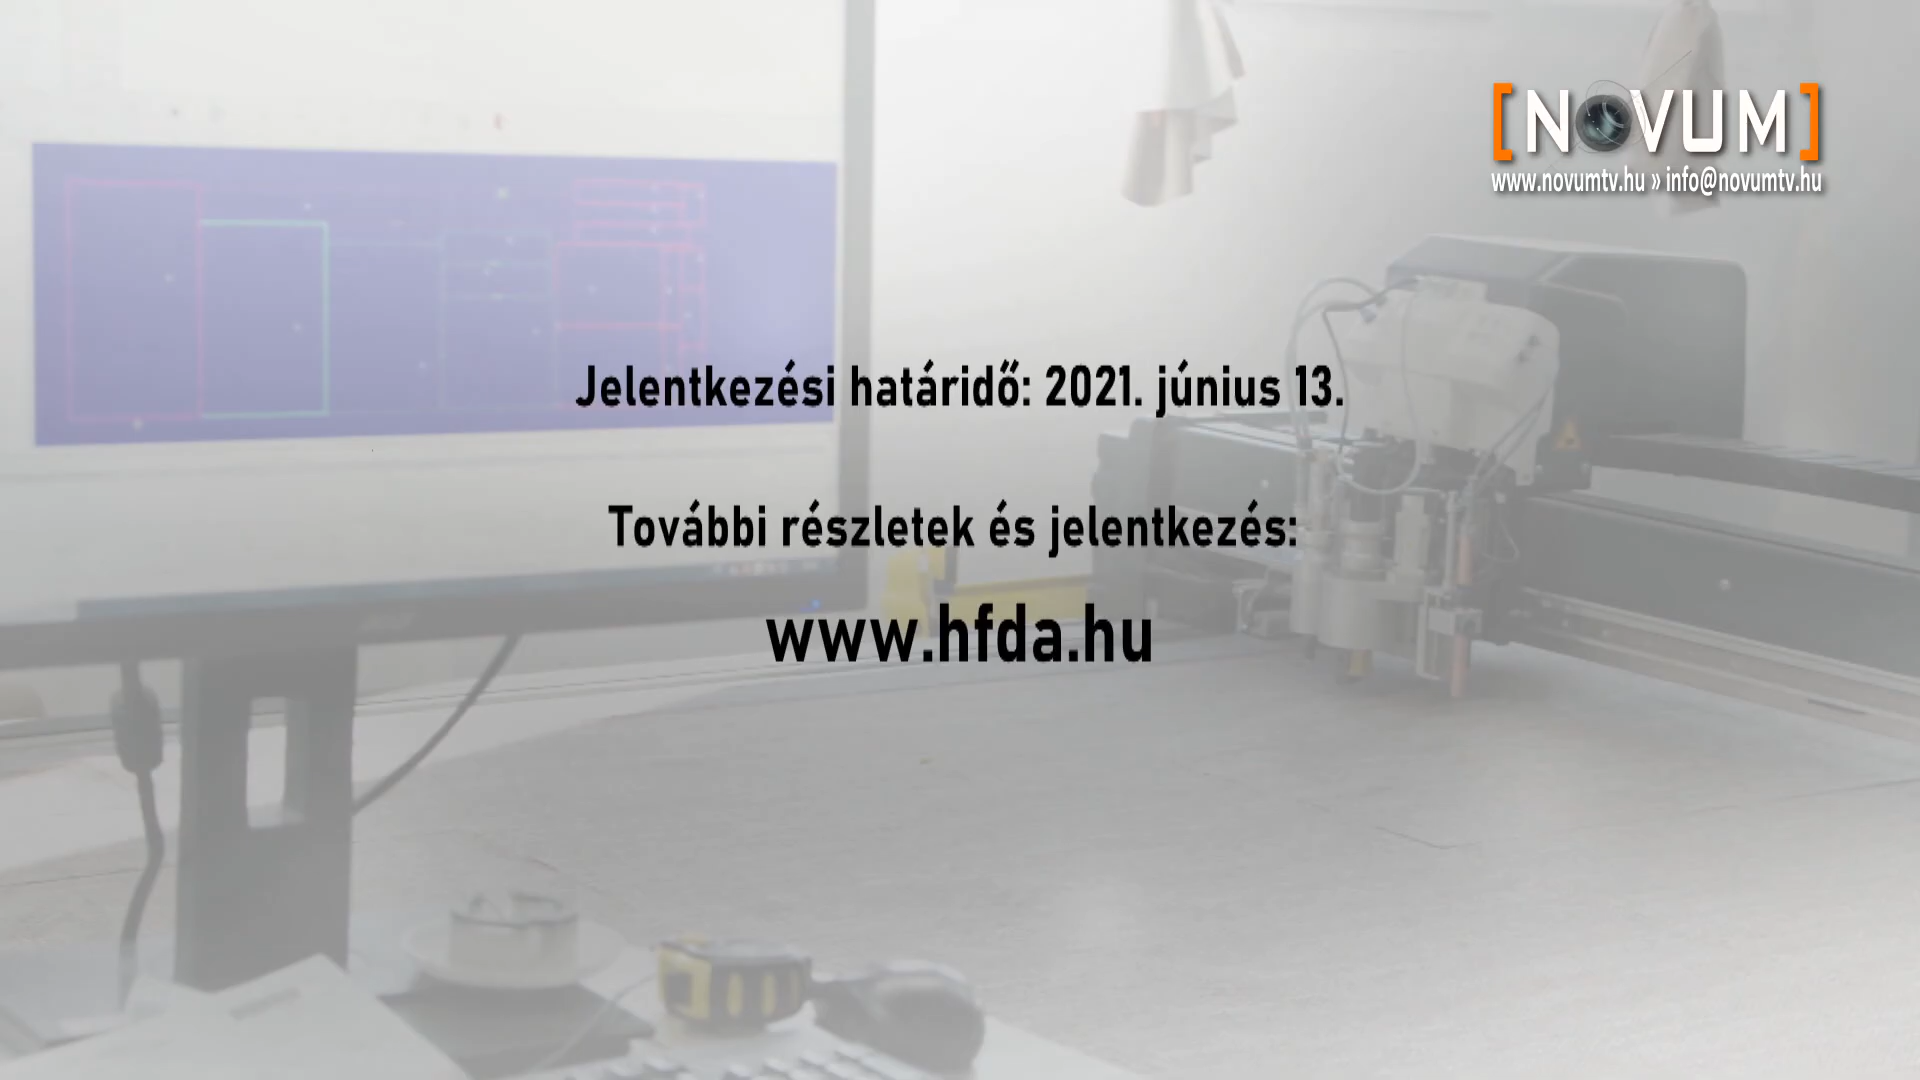 [NOVUM]
www.novumtv.hu » info@novumtv.hu
Jelentkezési határidő: 2021. június 13.
További részletek és jelentkezés:
www.hfda.hu